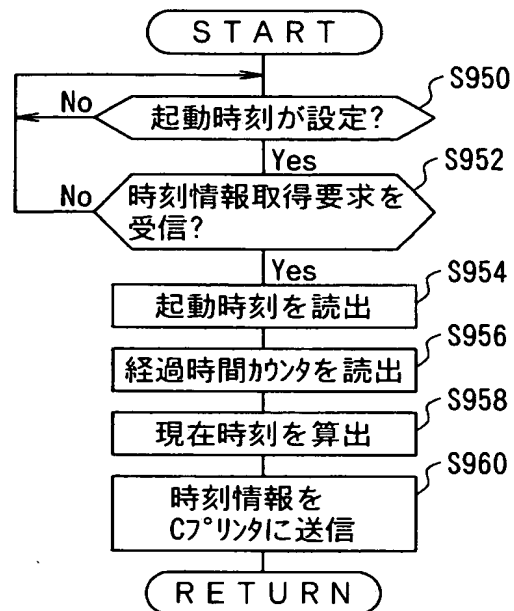 START
S950
No
起動時刻が設定?
Yes
S952
No
時刻情報取得要求を
受信?
Yes
S954
起動時刻を読出
S956
経過時間ｶｳﾝﾀを読出
S958
現在時刻を算出
S960
時刻情報を
Cﾌﾟﾘﾝﾀに送信
RETURN